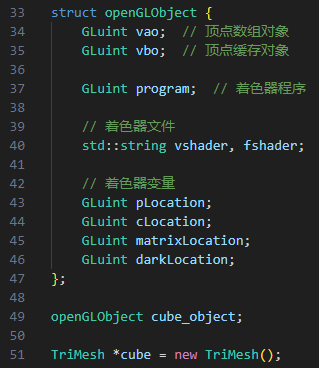 33 struct openGLObject {
34 GLuint vao; // 顶点数组对象
35 GLuint vbo; // 顶点缓存对象
36
37 GLuint program; // 着色器程序
38
39 // 着色器文件
40 std::string vshader, fshader;
41
42 // 着色器变量
43 GLuint pLocation;
44 GLuint cLocation;
45 GLuint matrixLocation;
46 GLuint darkLocation;
47 };
48
49 openGLObject cube_object;
50
51 TriMesh *cube = new TriMesh();